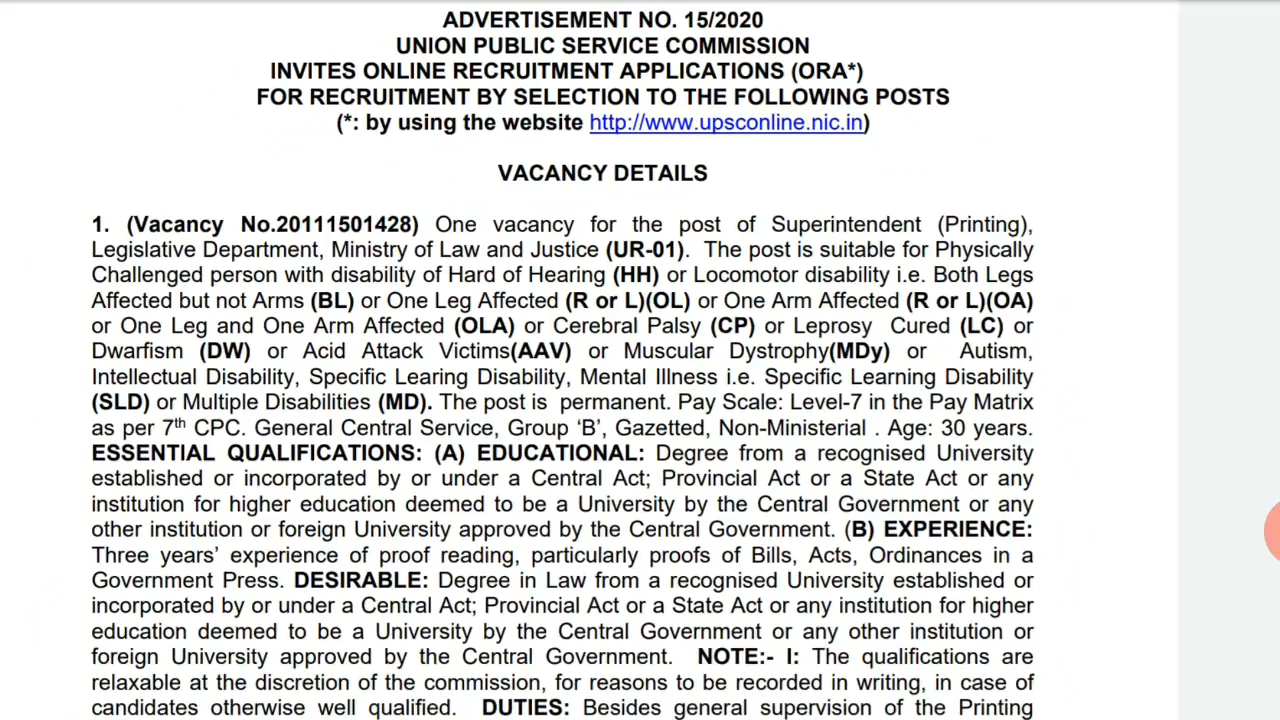 ADVERTISEMENT NO. 15/2020
UNION PUBLIC SERVICE COMMISSION
INVITES ONLINE RECRUITMENT APPLICATIONS (ORA*)
FOR RECRUITMENT BY SELECTION TO THE FOLLOWING POSTS
(*: by using the website http://www.upsconline.nic.in)
VACANCY DETAILS
1. (Vacancy No.20111501428) One vacancy for the post of Superintendent (Printing),
Legislative Department, Ministry of Law and Justice (UR-01). The post is suitable for Physically
Challenged person with disability of Hard of Hearing (HH) or Locomotor disability i.e. Both Legs
Affected but not Arms (BL) or One Leg Affected (R or L)(OL) or One Arm Affected (R or L)(OA)
or One Leg and One Arm Affected (OLA) or Cerebral Palsy (CP) or Leprosy Cured (LC) or
Dwarfism (DW) or Acid Attack Victims(AAV) or Muscular Dystrophy(MDy) or Autism,
Intellectual Disability, Specific Learing Disability, Mental Illness i.e. Specific Learning Disability
(SLD) or Multiple Disabilities (MD). The post is permanent. Pay Scale: Level-7 in the Pay Matrix
as per 7th CPC. General Central Service, Group ‘B’, Gazetted, Non-Ministerial . Age: 30 years.
ESSENTIAL QUALIFICATIONS: (A) EDUCATIONAL: Degree from a recognised University
established or incorporated by or under a Central Act; Provincial Act or a State Act or any
institution for higher education deemed to be a University by the Central Government or any
other institution or foreign University approved by the Central Government. (B) EXPERIENCE:
Three years’ experience of proof reading, particularly proofs of Bills, Acts, Ordinances in a
Government Press. DESIRABLE: Degree in Law from a recognised University established or
incorporated by or under a Central Act; Provincial Act or a State Act or any institution for higher
education deemed to be a University by the Central Government or any other institution or
foreign University approved by the Central Government. NOTE:- I: The qualifications are
relaxable at the discretion of the commission, for reasons to be recorded in writing, in case of
candidates otherwise well qualified. DUTIES: Besides general supervision of the Printing